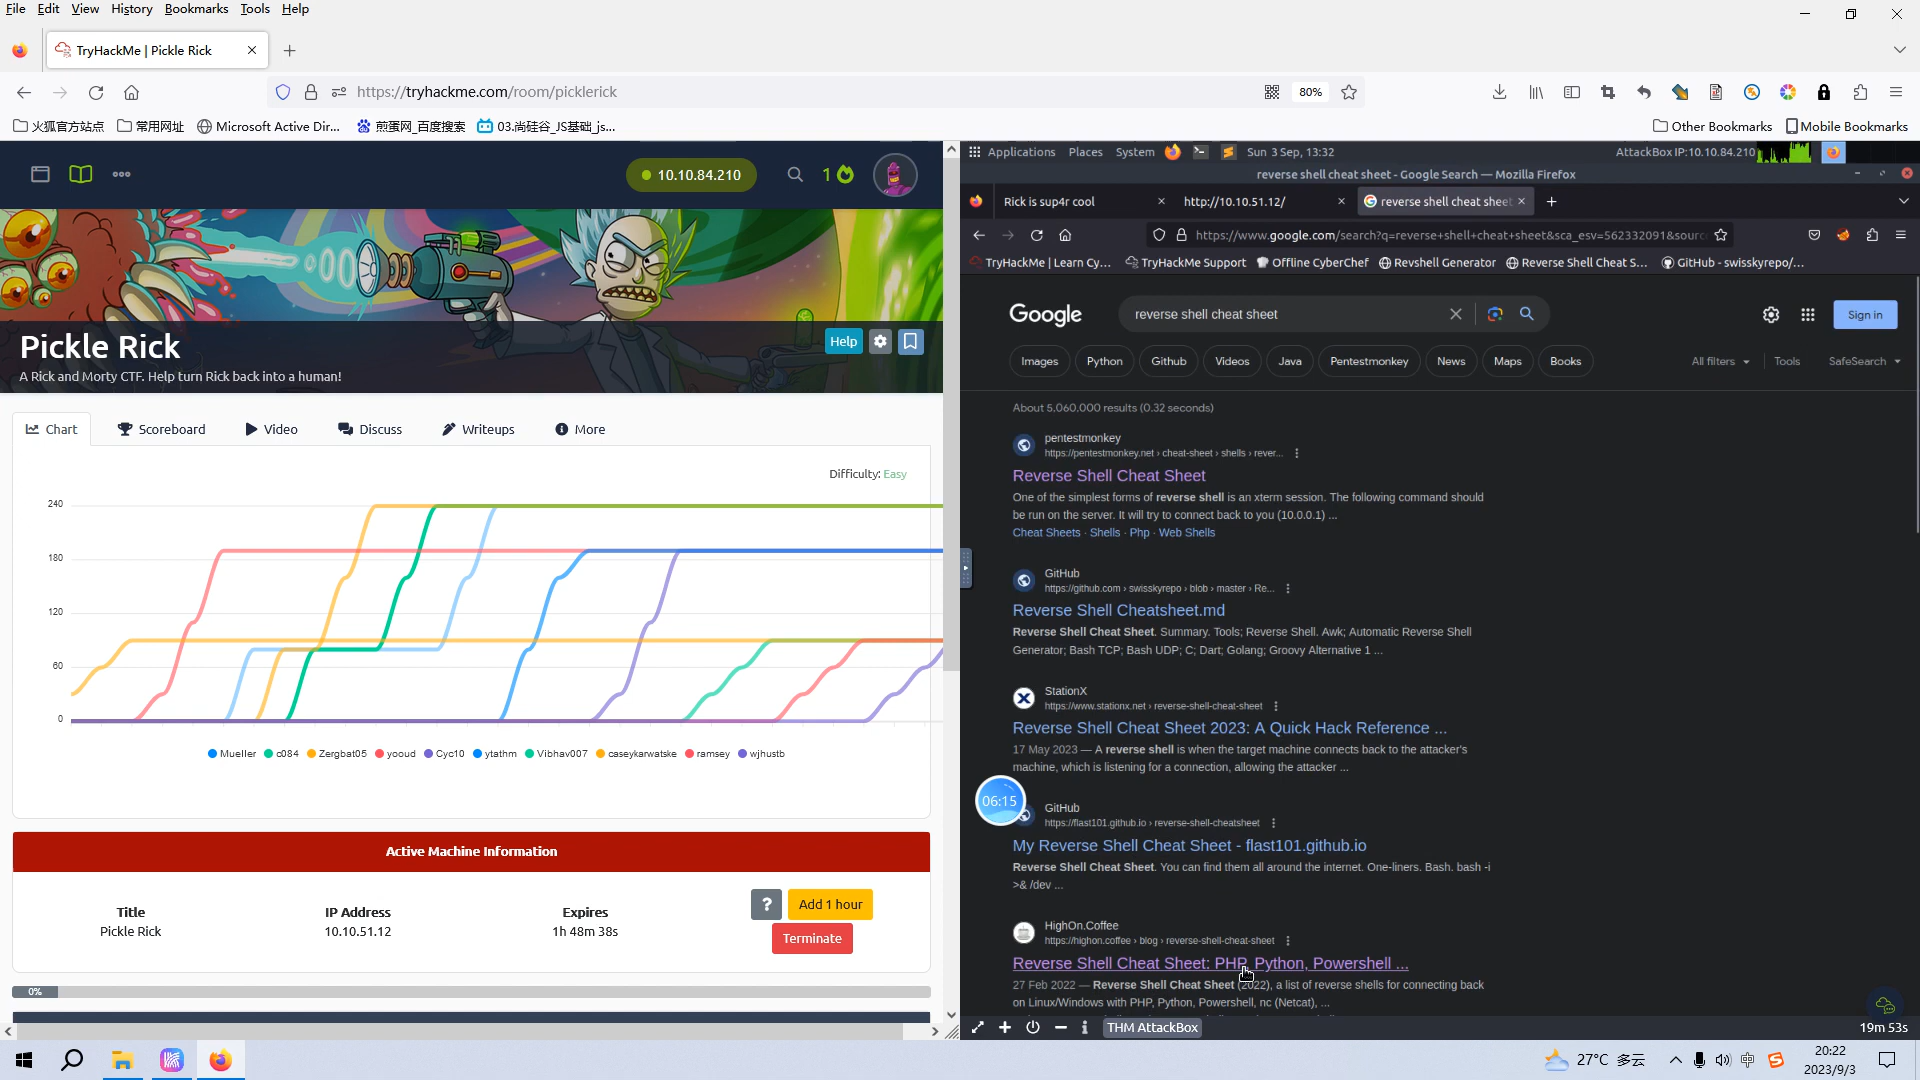 File Edit View History Bookmarks Tools Help
TryHackMe | Pickle Rick
https://tryhackme.com/room/picklerick
80%
火狐官方站点 常用网址 Microsoft Active Dir... 煎蛋网_百度搜索 03.尚硅谷_JS基础_js...
Other Bookmarks Mobile Bookmarks
10.10.84.210
1
Pickle Rick
A Rick and Morty CTF. Help turn Rick back into a human!
Help
Chart Scoreboard Video Discuss Writeups More
Difficulty: Easy
240
180
120
60
0
Mueller c084 Zergbat05 yooud Cyc10 ytathm Vibhav007 caseykarwatske ramsey wjhustb
Active Machine Information
Title IP Address Expires
Pickle Rick 10.10.51.12 1h 48m 38s
? Add 1 hour
Terminate
0%
Applications Places System Sun 3 Sep, 13:32 AttackBox IP:10.10.84.210
reverse shell cheat sheet - Google Search — Mozilla Firefox
Rick is sup4r cool http://10.10.51.12/ reverse shell cheat sheet
https://www.google.com/search?q=reverse+shell+cheat+sheet&sca_esv=562332091&sourc
TryHackMe | Learn Cy... TryHackMe Support Offline CyberChef Revshell Generator Reverse Shell Cheat S... GitHub - swisskyrepo/...
Google
reverse shell cheat sheet
Sign in
Images Python Github Videos Java Pentestmonkey News Maps Books
All filters Tools SafeSearch
About 5,060,000 results (0.32 seconds)
pentestmonkey
https://pentestmonkey.net › cheat-sheet › shells › rever...
Reverse Shell Cheat Sheet
One of the simplest forms of reverse shell is an xterm session. The following command should
be run on the server. It will try to connect back to you (10.0.0.1) ...
Cheat Sheets · Shells · Php · Web Shells
GitHub
https://github.com › swisskyrepo › blob › master › Re...
Reverse Shell Cheatsheet.md
Reverse Shell Cheat Sheet. Summary. Tools; Reverse Shell. Awk; Automatic Reverse Shell
Generator; Bash TCP; Bash UDP; C; Dart; Golang; Groovy Alternative 1 ...
StationX
https://www.stationx.net › reverse-shell-cheat-sheet
Reverse Shell Cheat Sheet 2023: A Quick Hack Reference ...
17 May 2023 — A reverse shell is when the target machine connects back to the attacker's
machine, which is listening for a connection, allowing the attacker ...
06:15
GitHub
https://flast101.github.io › reverse-shell-cheatsheet
My Reverse Shell Cheat Sheet - flast101.github.io
Reverse Shell Cheat Sheet. You can find them all around the internet. One-liners. Bash. bash -i
>& /dev ...
HighOn.Coffee
https://highon.coffee › blog › reverse-shell-cheat-sheet
Reverse Shell Cheat Sheet: PHP, Python, Powershell ...
27 Feb 2022 — Reverse Shell Cheat Sheet (2022), a list of reverse shells for connecting back
on Linux/Windows with PHP, Python, Powershell, nc (Netcat), ...
THM AttackBox
19m 53s
27°C 多云
中
20:22
2023/9/3